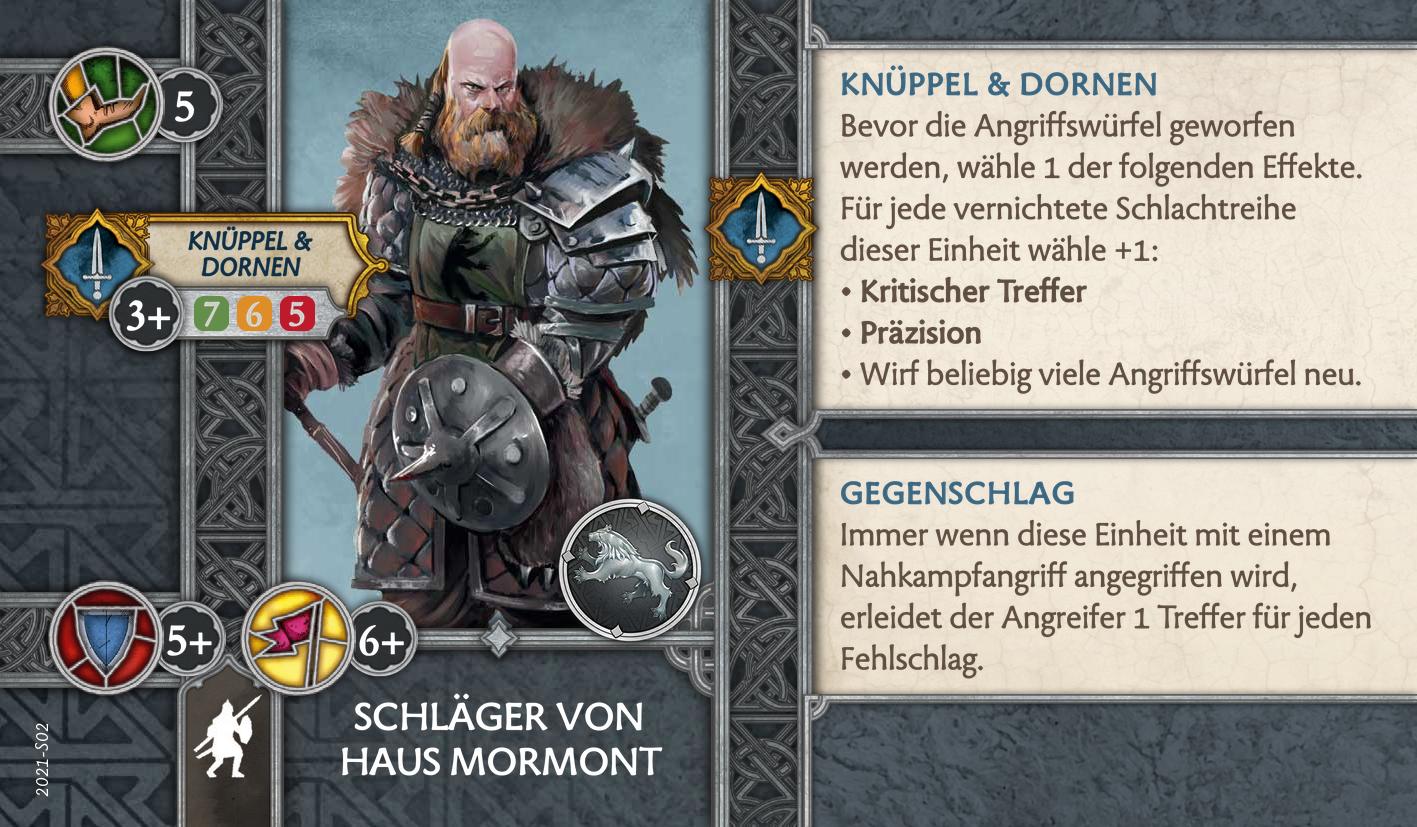 5
KNÜPPEL &
DORNEN
3+ 7 6 5
5+ 6+
SCHLÄGER VON
HAUS MORMONT
2021-S02
KNÜPPEL & DORNEN
Bevor die Angriffswürfel geworfen
werden, wähle 1 der folgenden Effekte.
Für jede vernichtete Schlachtreihe
dieser Einheit wähle +1:
• Kritischer Treffer
• Präzision
• Wirf beliebig viele Angriffswürfel neu.
GEGENSCHLAG
Immer wenn diese Einheit mit einem
Nahkampfangriff angegriffen wird,
erleidet der Angreifer 1 Treffer für jeden
Fehlschlag.